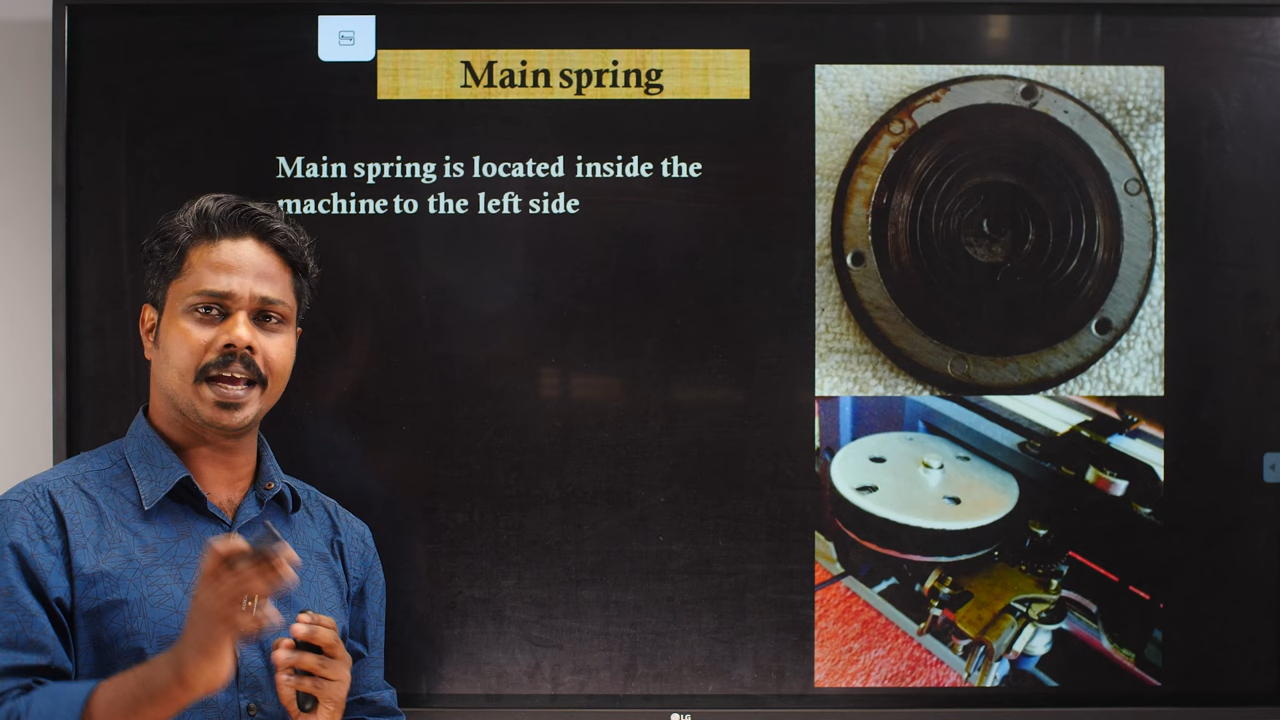 Main spring
Main spring is located inside the
machine to the left side
LG